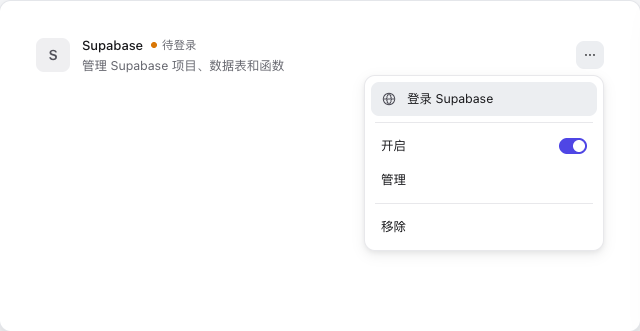 S
Supabase 待登录
管理 Supabase 项目、数据表和函数
登录 Supabase
开启
管理
移除